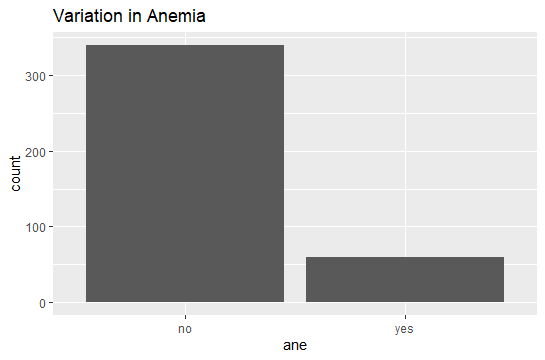 Variation in Anemia
300
200
100
0
count
no yes
ane